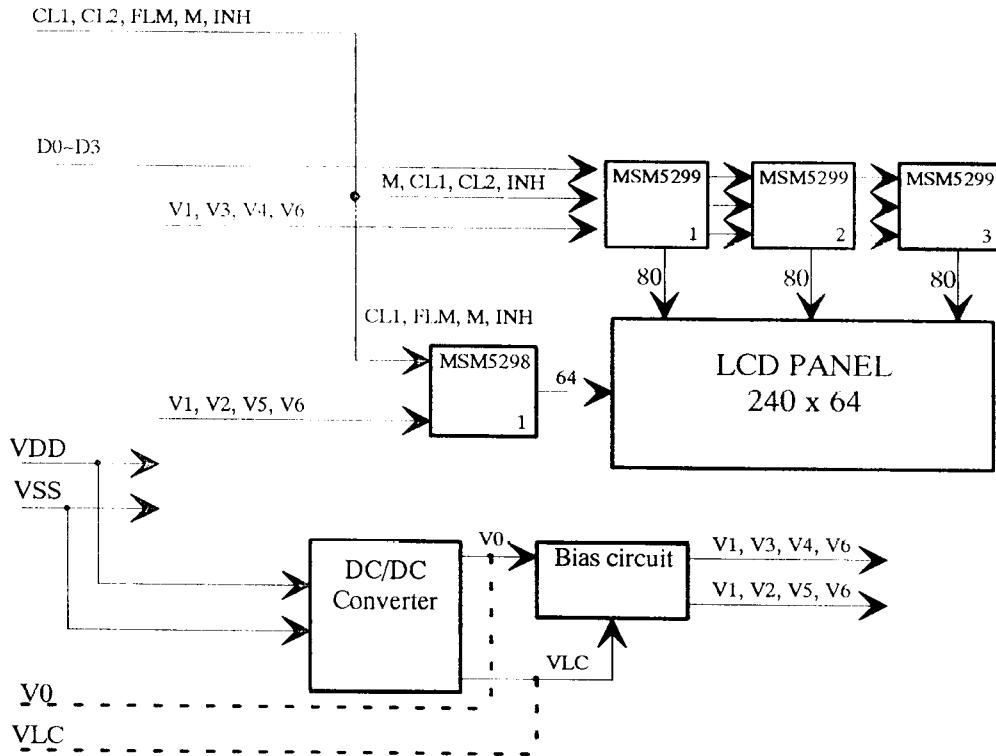 CL1, CL2, FLM, M, INH
D0~D3
M, CL1, CL2, INH
V1, V3, V4, V6
MSM5299
1
MSM5299
2
MSM5299
3
80
80
80
CL1, FLM, M, INH
MSM5298
1
64
LCD PANEL
240 x 64
V1, V2, V5, V6
VDD
VSS
DC/DC
Converter
V0
Bias circuit
V1, V3, V4, V6
V1, V2, V5, V6
VLC
V0
VLC